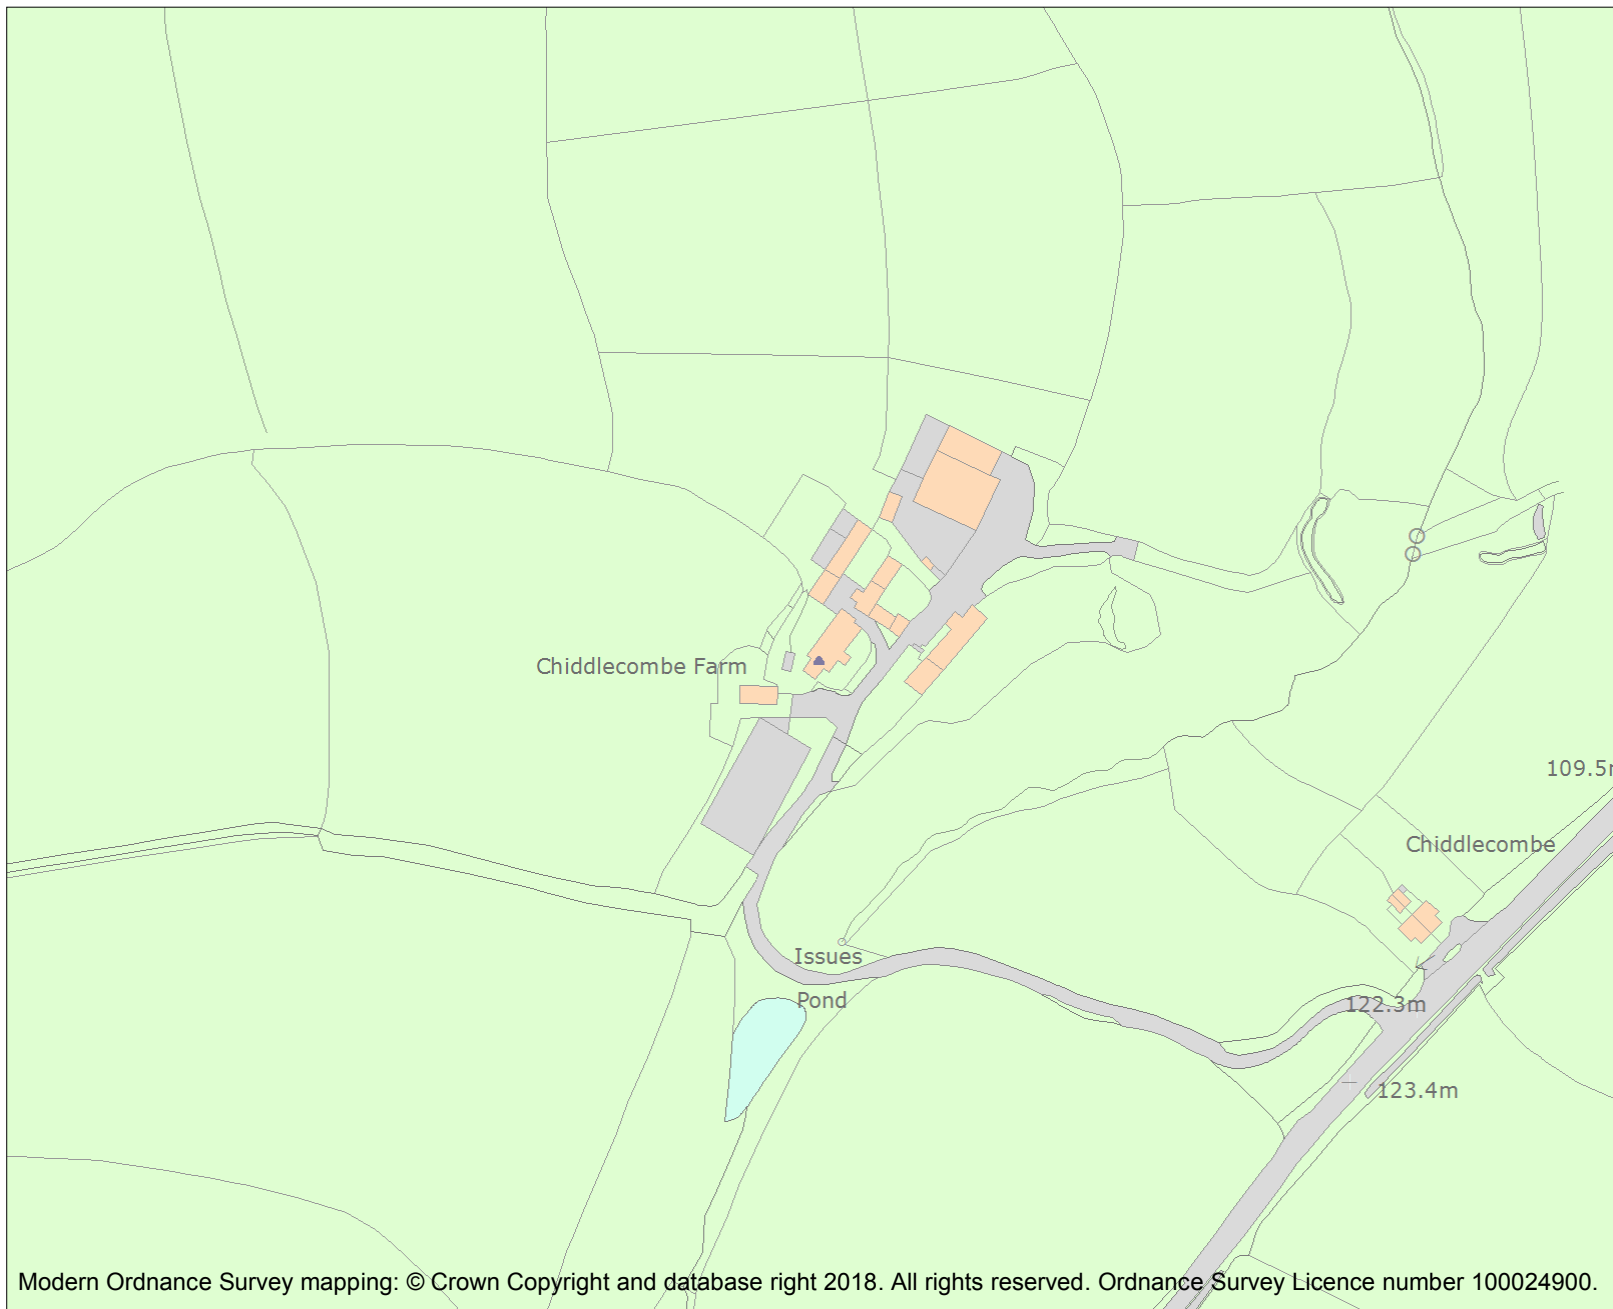 Chiddlecombe Farm
109.5m
Chiddlecombe
Issues
Pond
122.3m
123.4m
Modern Ordnance Survey mapping: © Crown Copyright and database right 2018. All rights reserved. Ordnance Survey Licence number 100024900.